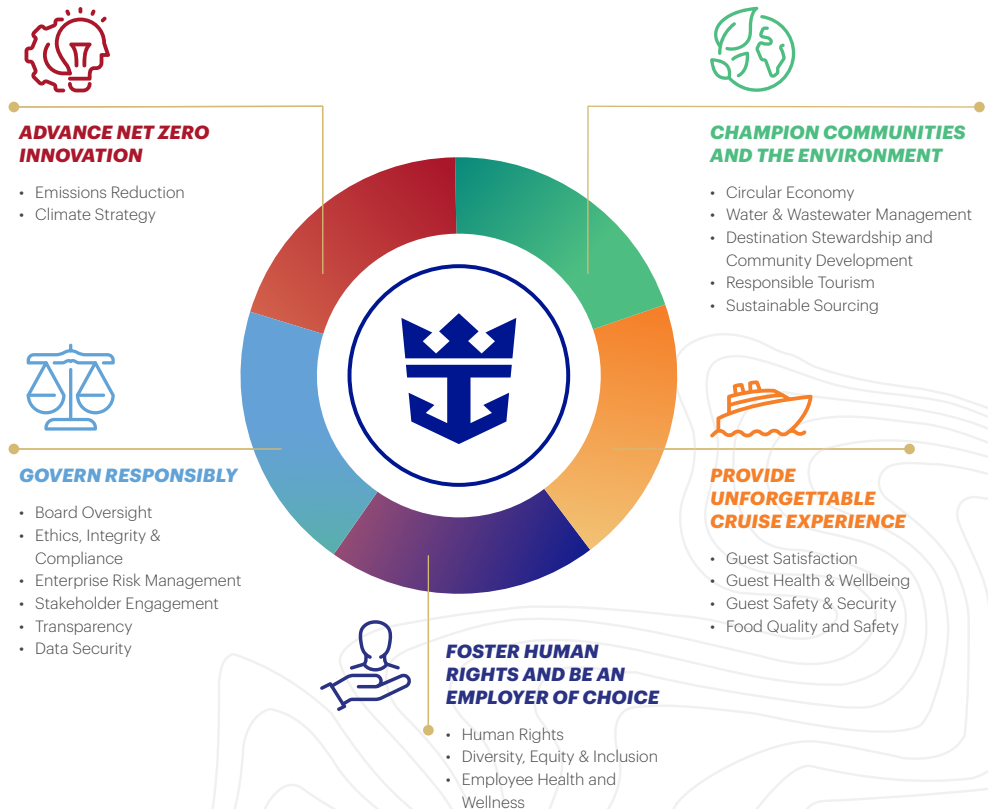 ADVANCE NET ZERO
INNOVATION
• Emissions Reduction
• Climate Strategy
CHAMPION COMMUNITIES
AND THE ENVIRONMENT
• Circular Economy
• Water & Wastewater Management
• Destination Stewardship and
Community Development
• Responsible Tourism
• Sustainable Sourcing
GOVERN RESPONSIBLY
• Board Oversight
• Ethics, Integrity &
Compliance
• Enterprise Risk Management
• Stakeholder Engagement
• Transparency
• Data Security
PROVIDE
UNFORGETTABLE
CRUISE EXPERIENCE
• Guest Satisfaction
• Guest Health & Wellbeing
• Guest Safety & Security
• Food Quality and Safety
FOSTER HUMAN
RIGHTS AND BE AN
EMPLOYER OF CHOICE
• Human Rights
• Diversity, Equity & Inclusion
• Employee Health and
Wellness